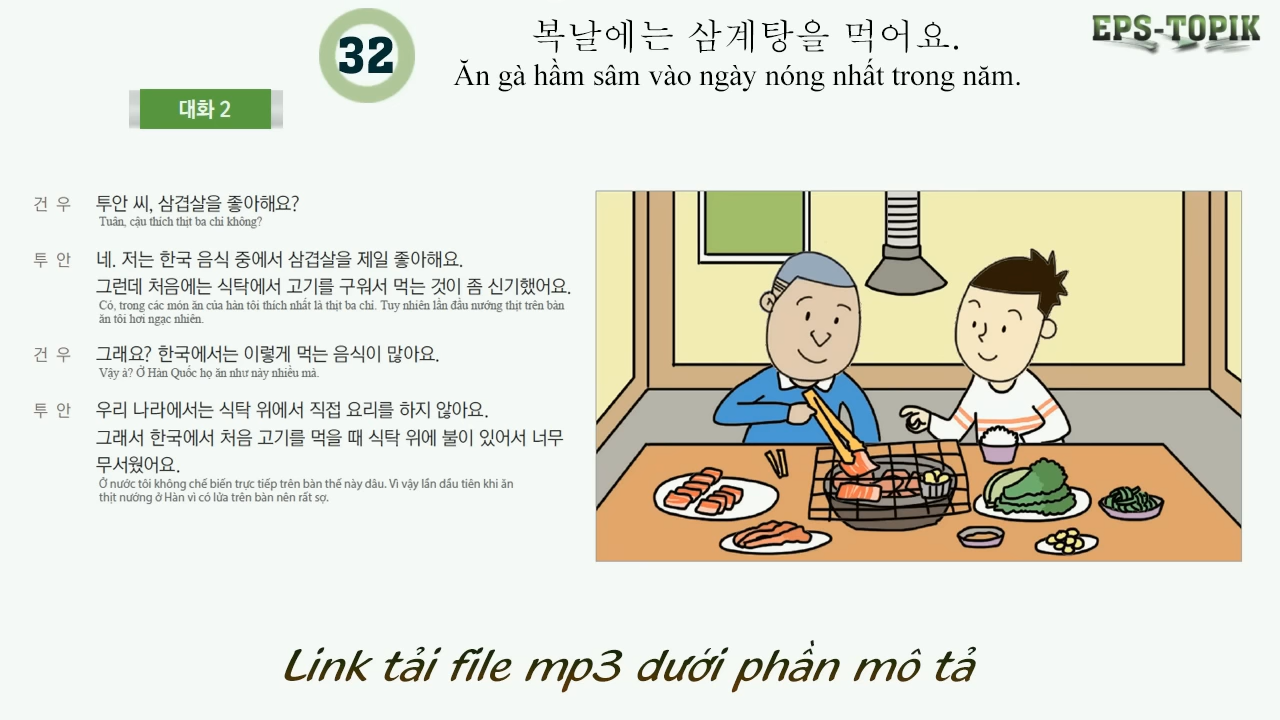 32
복날에는 삼계탕을 먹어요.
Ăn gà hầm sâm vào ngày nóng nhất trong năm.
EPS-TOPIK
대화 2
건 우 투안 씨, 삼겹살을 좋아해요?
Tuân, cậu thích thịt ba chỉ không?
투 안 네. 저는 한국 음식 중에서 삼겹살을 제일 좋아해요.
그런데 처음에는 식탁에서 고기를 구워서 먹는 것이 좀 신기했어요.
Có, trong các món ăn của hàn tôi thích nhất là thịt ba chỉ. Tuy nhiên lần đầu nướng thịt trên bàn
ăn tôi hơi ngạc nhiên.
건 우 그래요? 한국에서는 이렇게 먹는 음식이 많아요.
Vậy à? Ở Hàn Quốc họ ăn như này nhiều mà.
투 안 우리 나라에서는 식탁 위에서 직접 요리를 하지 않아요.
그래서 한국에서 처음 고기를 먹을 때 식탁 위에 불이 있어서 너무
무서웠어요.
Ở nước tôi không chế biến trực tiếp trên bàn thế này đâu. Vì vậy lần đầu tiên khi ăn
thịt nướng ở Hàn vì có lửa trên bàn nên rất sợ.
Link tải file mp3 dưới phần mô tả